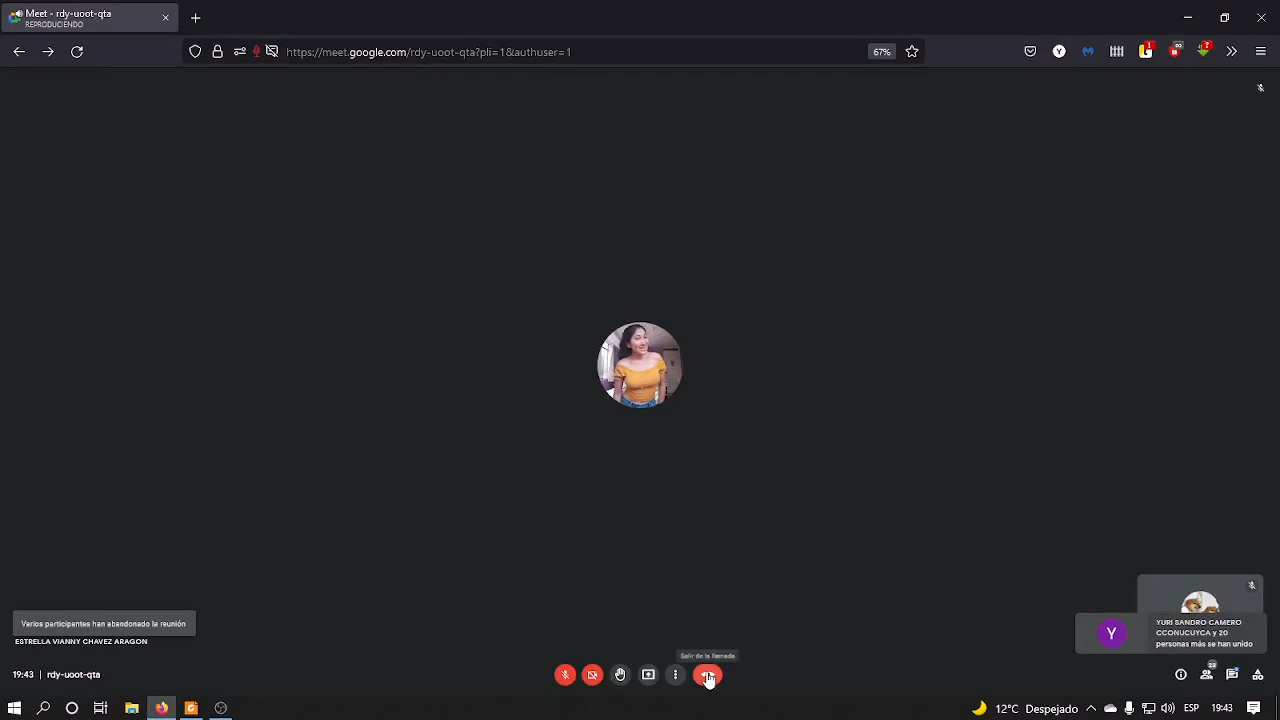 Meet - rdy-uoot-qta
REPRODUCIENDO
https://meet.google.com/rdy-uoot-qta?pli=1&authuser=1
67%
Varios participantes han abandonado la reunión
ESTRELLA VIANNY CHAVEZ ARAGON
Y
YURI SANDRO CAMERO
CCONUCUYCA y 20
personas más se han unido
Salir de la llamada
19:43 | rdy-uoot-qta
23
12°C Despejado
ESP
19:43